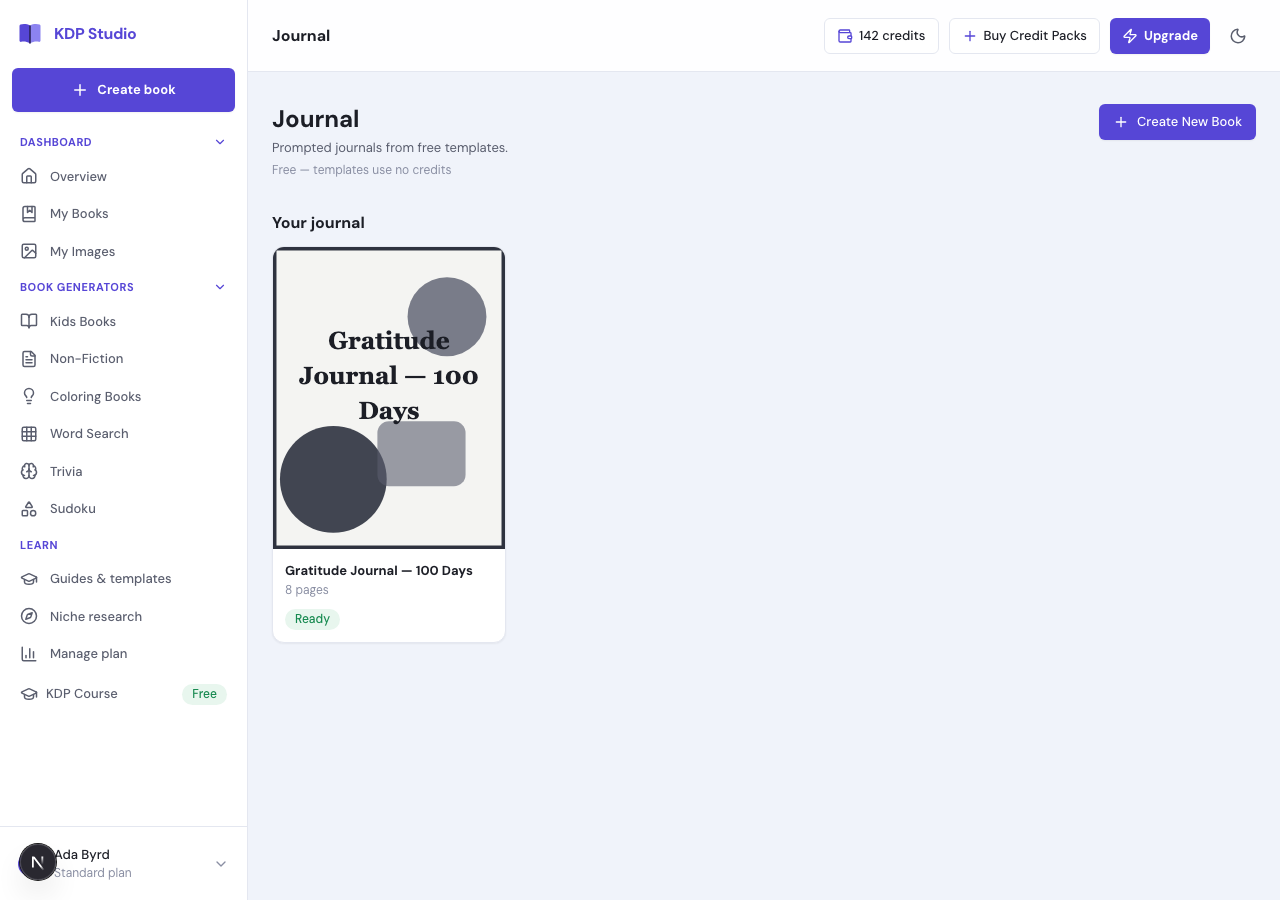 KDP Studio
Create book
DASHBOARD
Overview
My Books
My Images
BOOK GENERATORS
Kids Books
Non-Fiction
Coloring Books
Word Search
Trivia
Sudoku
LEARN
Guides & templates
Niche research
Manage plan
KDP Course
Free
N
Ada Byrd
Standard plan
Journal
142 credits
Buy Credit Packs
Upgrade
Journal
Prompted journals from free templates.
Free — templates use no credits
Create New Book
Your journal
Gratitude
Journal — 100
Days
Gratitude Journal — 100 Days
8 pages
Ready